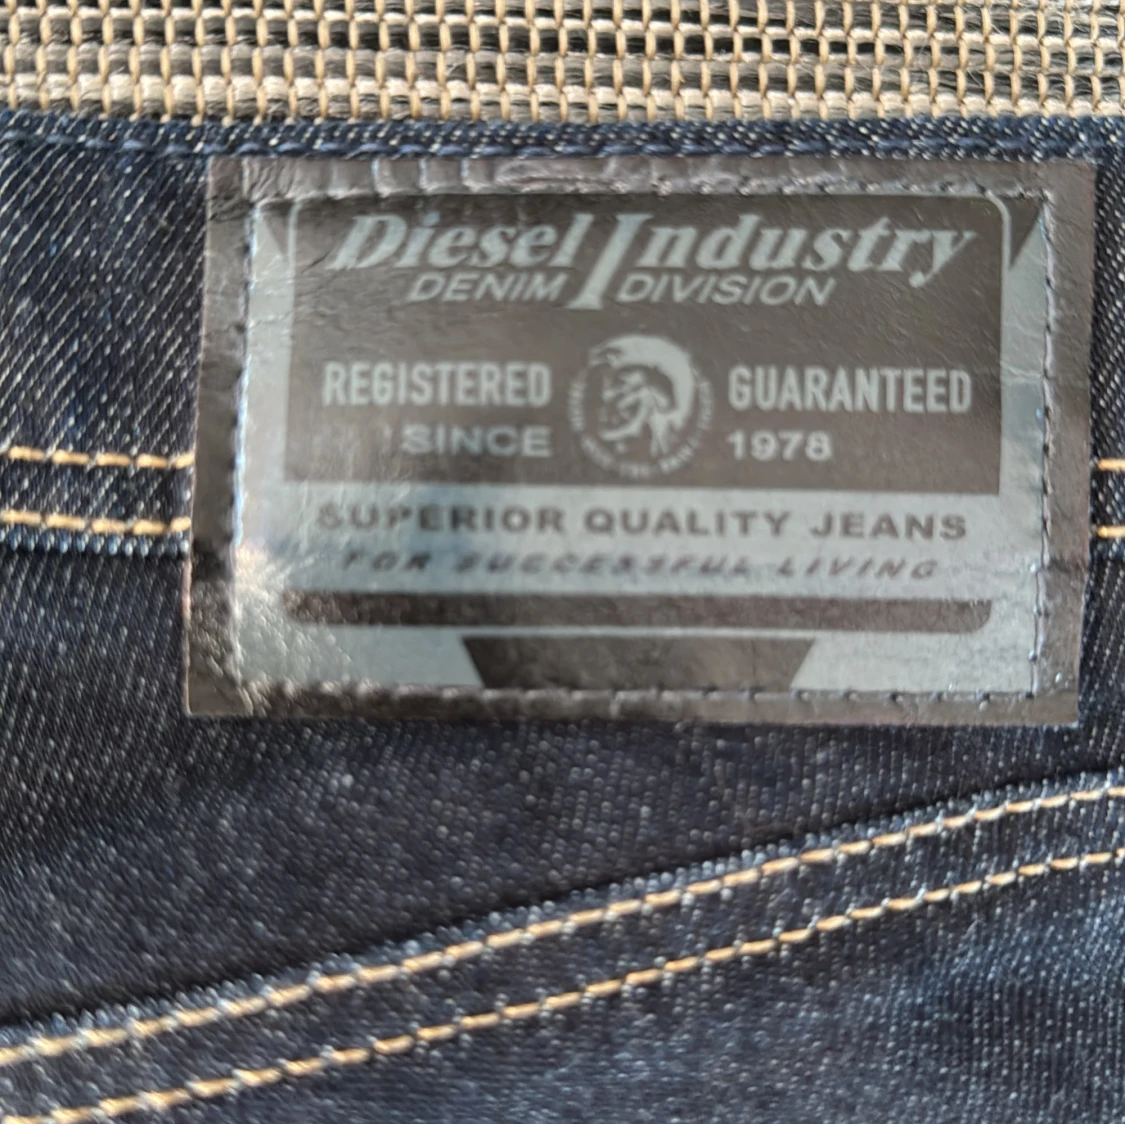 Diesel Industry
DENIM DIVISION
REGISTERED GUARANTEED
SINCE 1978
SUPERIOR QUALITY JEANS
FOR SUCCESSFUL LIVING